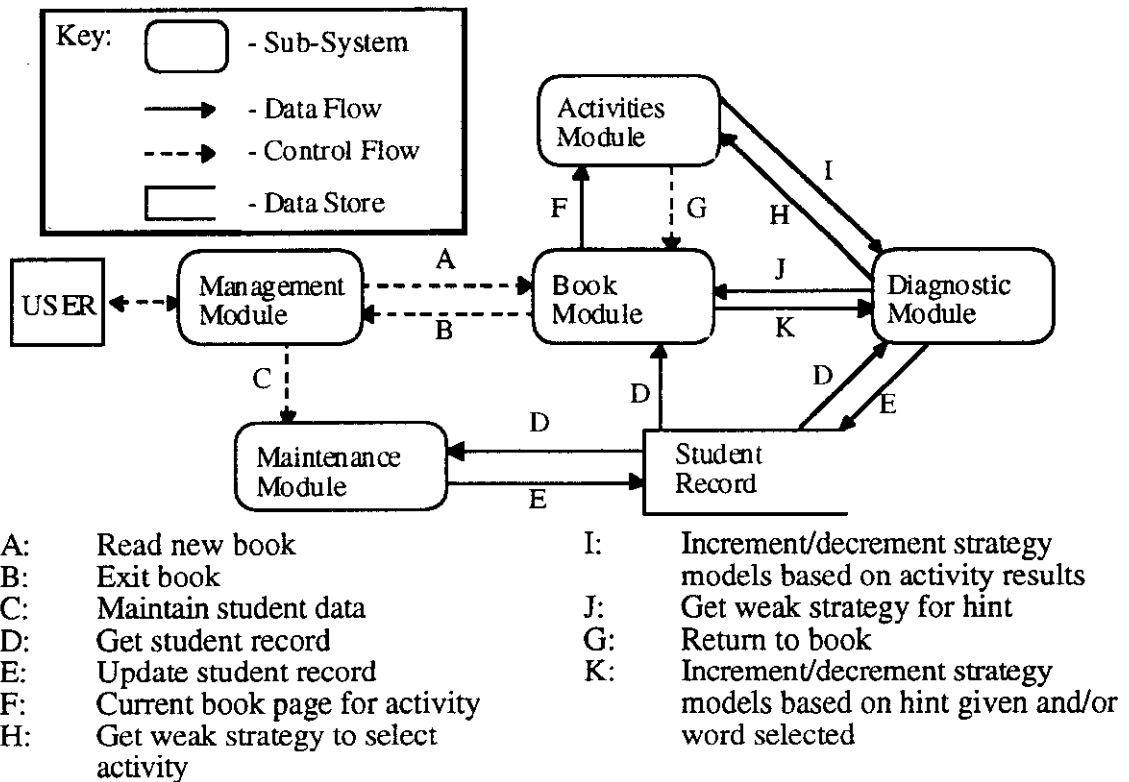 Key:
- Sub-System
- Data Flow
- Control Flow
- Data Store
Activities
Module
I
F
G
H
USER
Management
Module
A
B
Book
Module
J
K
Diagnostic
Module
C
D
D
E
Maintenance
Module
D
E
Student
Record
A: Read new book
B: Exit book
C: Maintain student data
D: Get student record
E: Update student record
F: Current book page for activity
H: Get weak strategy to select
activity
I: Increment/decrement strategy
models based on activity results
J: Get weak strategy for hint
G: Return to book
K: Increment/decrement strategy
models based on hint given and/or
word selected